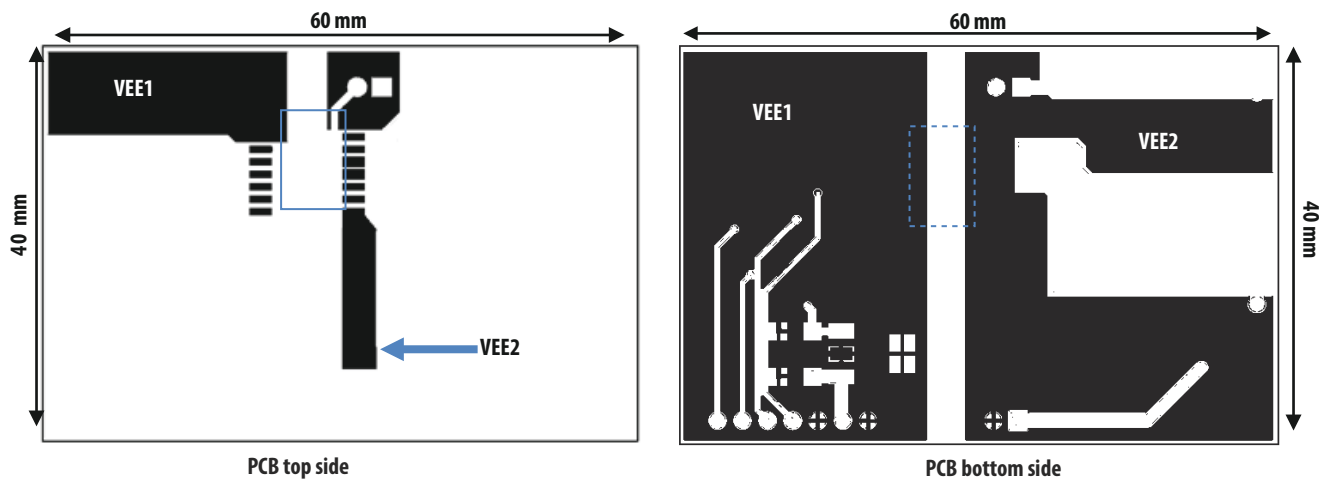 60 mm
VEE1
40 mm
VEE2
PCB top side
60 mm
VEE1
VEE2
40 mm
PCB bottom side